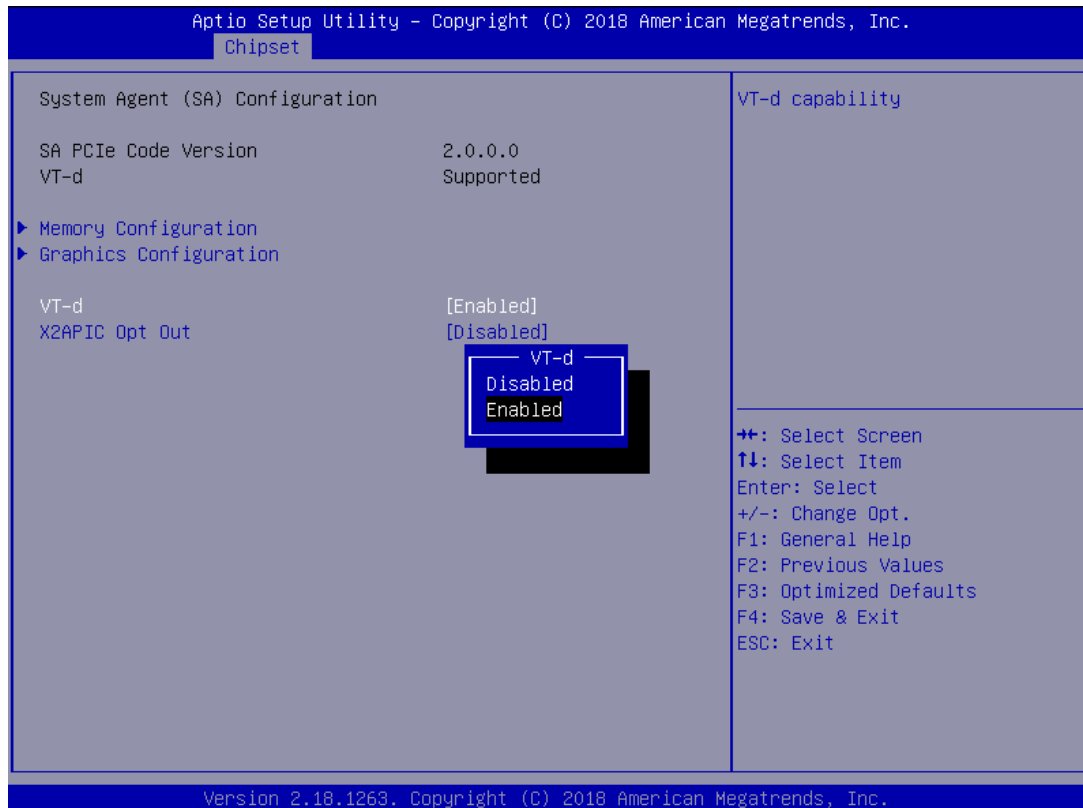 Aptio Setup Utility – Copyright (C) 2018 American Megatrends, Inc.
Chipset
System Agent (SA) Configuration
SA PCIe Code Version 2.0.0.0
VT-d Supported
Memory Configuration
Graphics Configuration
VT-d [Enabled]
X2APIC Opt Out [Disabled]
VT-d
Disabled
Enabled
VT-d capability
→←: Select Screen
↑↓: Select Item
Enter: Select
+/-: Change Opt.
F1: General Help
F2: Previous Values
F3: Optimized Defaults
F4: Save & Exit
ESC: Exit
Version 2.18.1263. Copyright (C) 2018 American Megatrends, Inc.